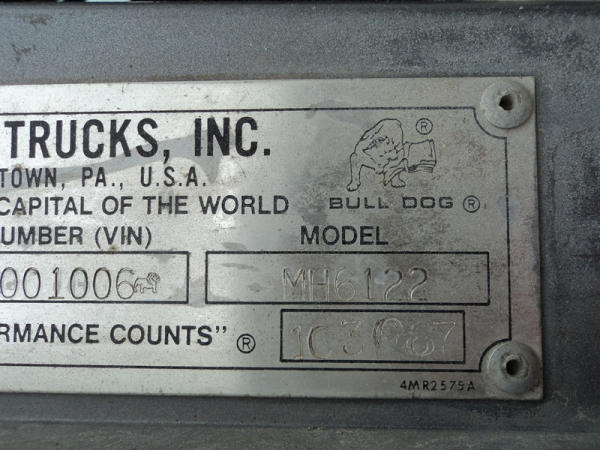 TRUCKS, INC.
®
TOWN, PA., U.S.A.
CAPITAL OF THE WORLD
BULL DOG ®
UMBER (VIN)
MODEL
001006
MH6122
RMANCE COUNTS" ®
4MR2575A